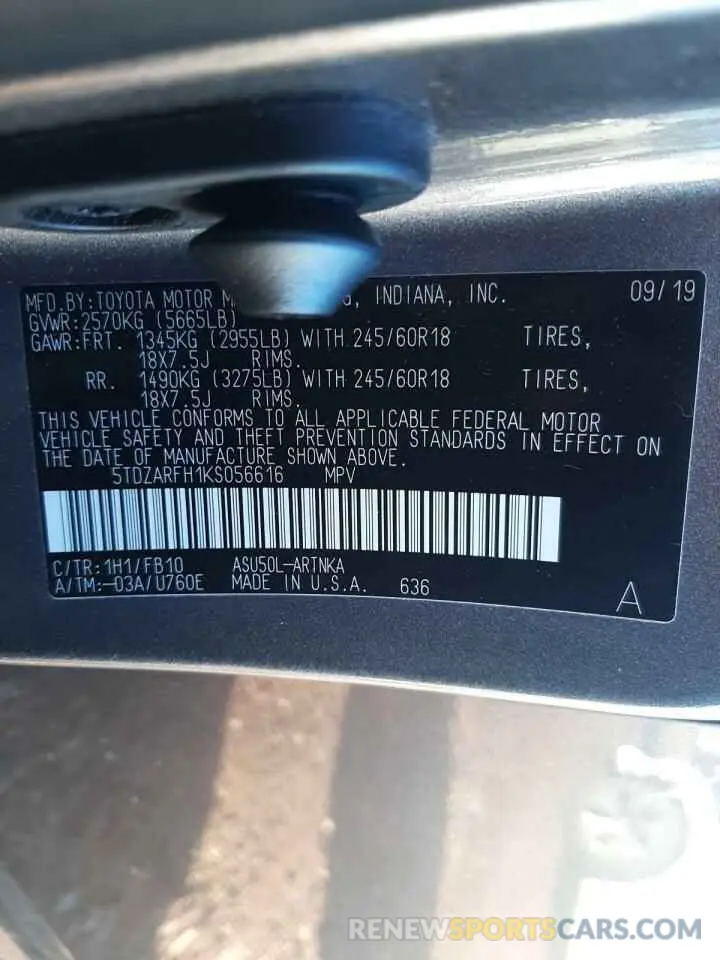 MFD.BY:TOYOTA MOTOR INDIANA, INC. 09/19
GVWR:2570KG (5665LB)
GAWR:FRT. 1345KG (2955LB) WITH 245/60R18 TIRES,
18X7.5J RIMS.
RR. 1490KG (3275LB) WITH 245/60R18 TIRES,
18X7.5J RIMS.
THIS VEHICLE CONFORMS TO ALL APPLICABLE FEDERAL MOTOR
VEHICLE SAFETY AND THEFT PREVENTION STANDARDS IN EFFECT ON
THE DATE OF MANUFACTURE SHOWN ABOVE.
5TDZARFH1KS056616 MPV
C/TR:1H1/FB10 ASU50L-ARTNKA
A/TM:-03A/U760E MADE IN U.S.A. 636
A
RENEWSPORTSCARS.COM